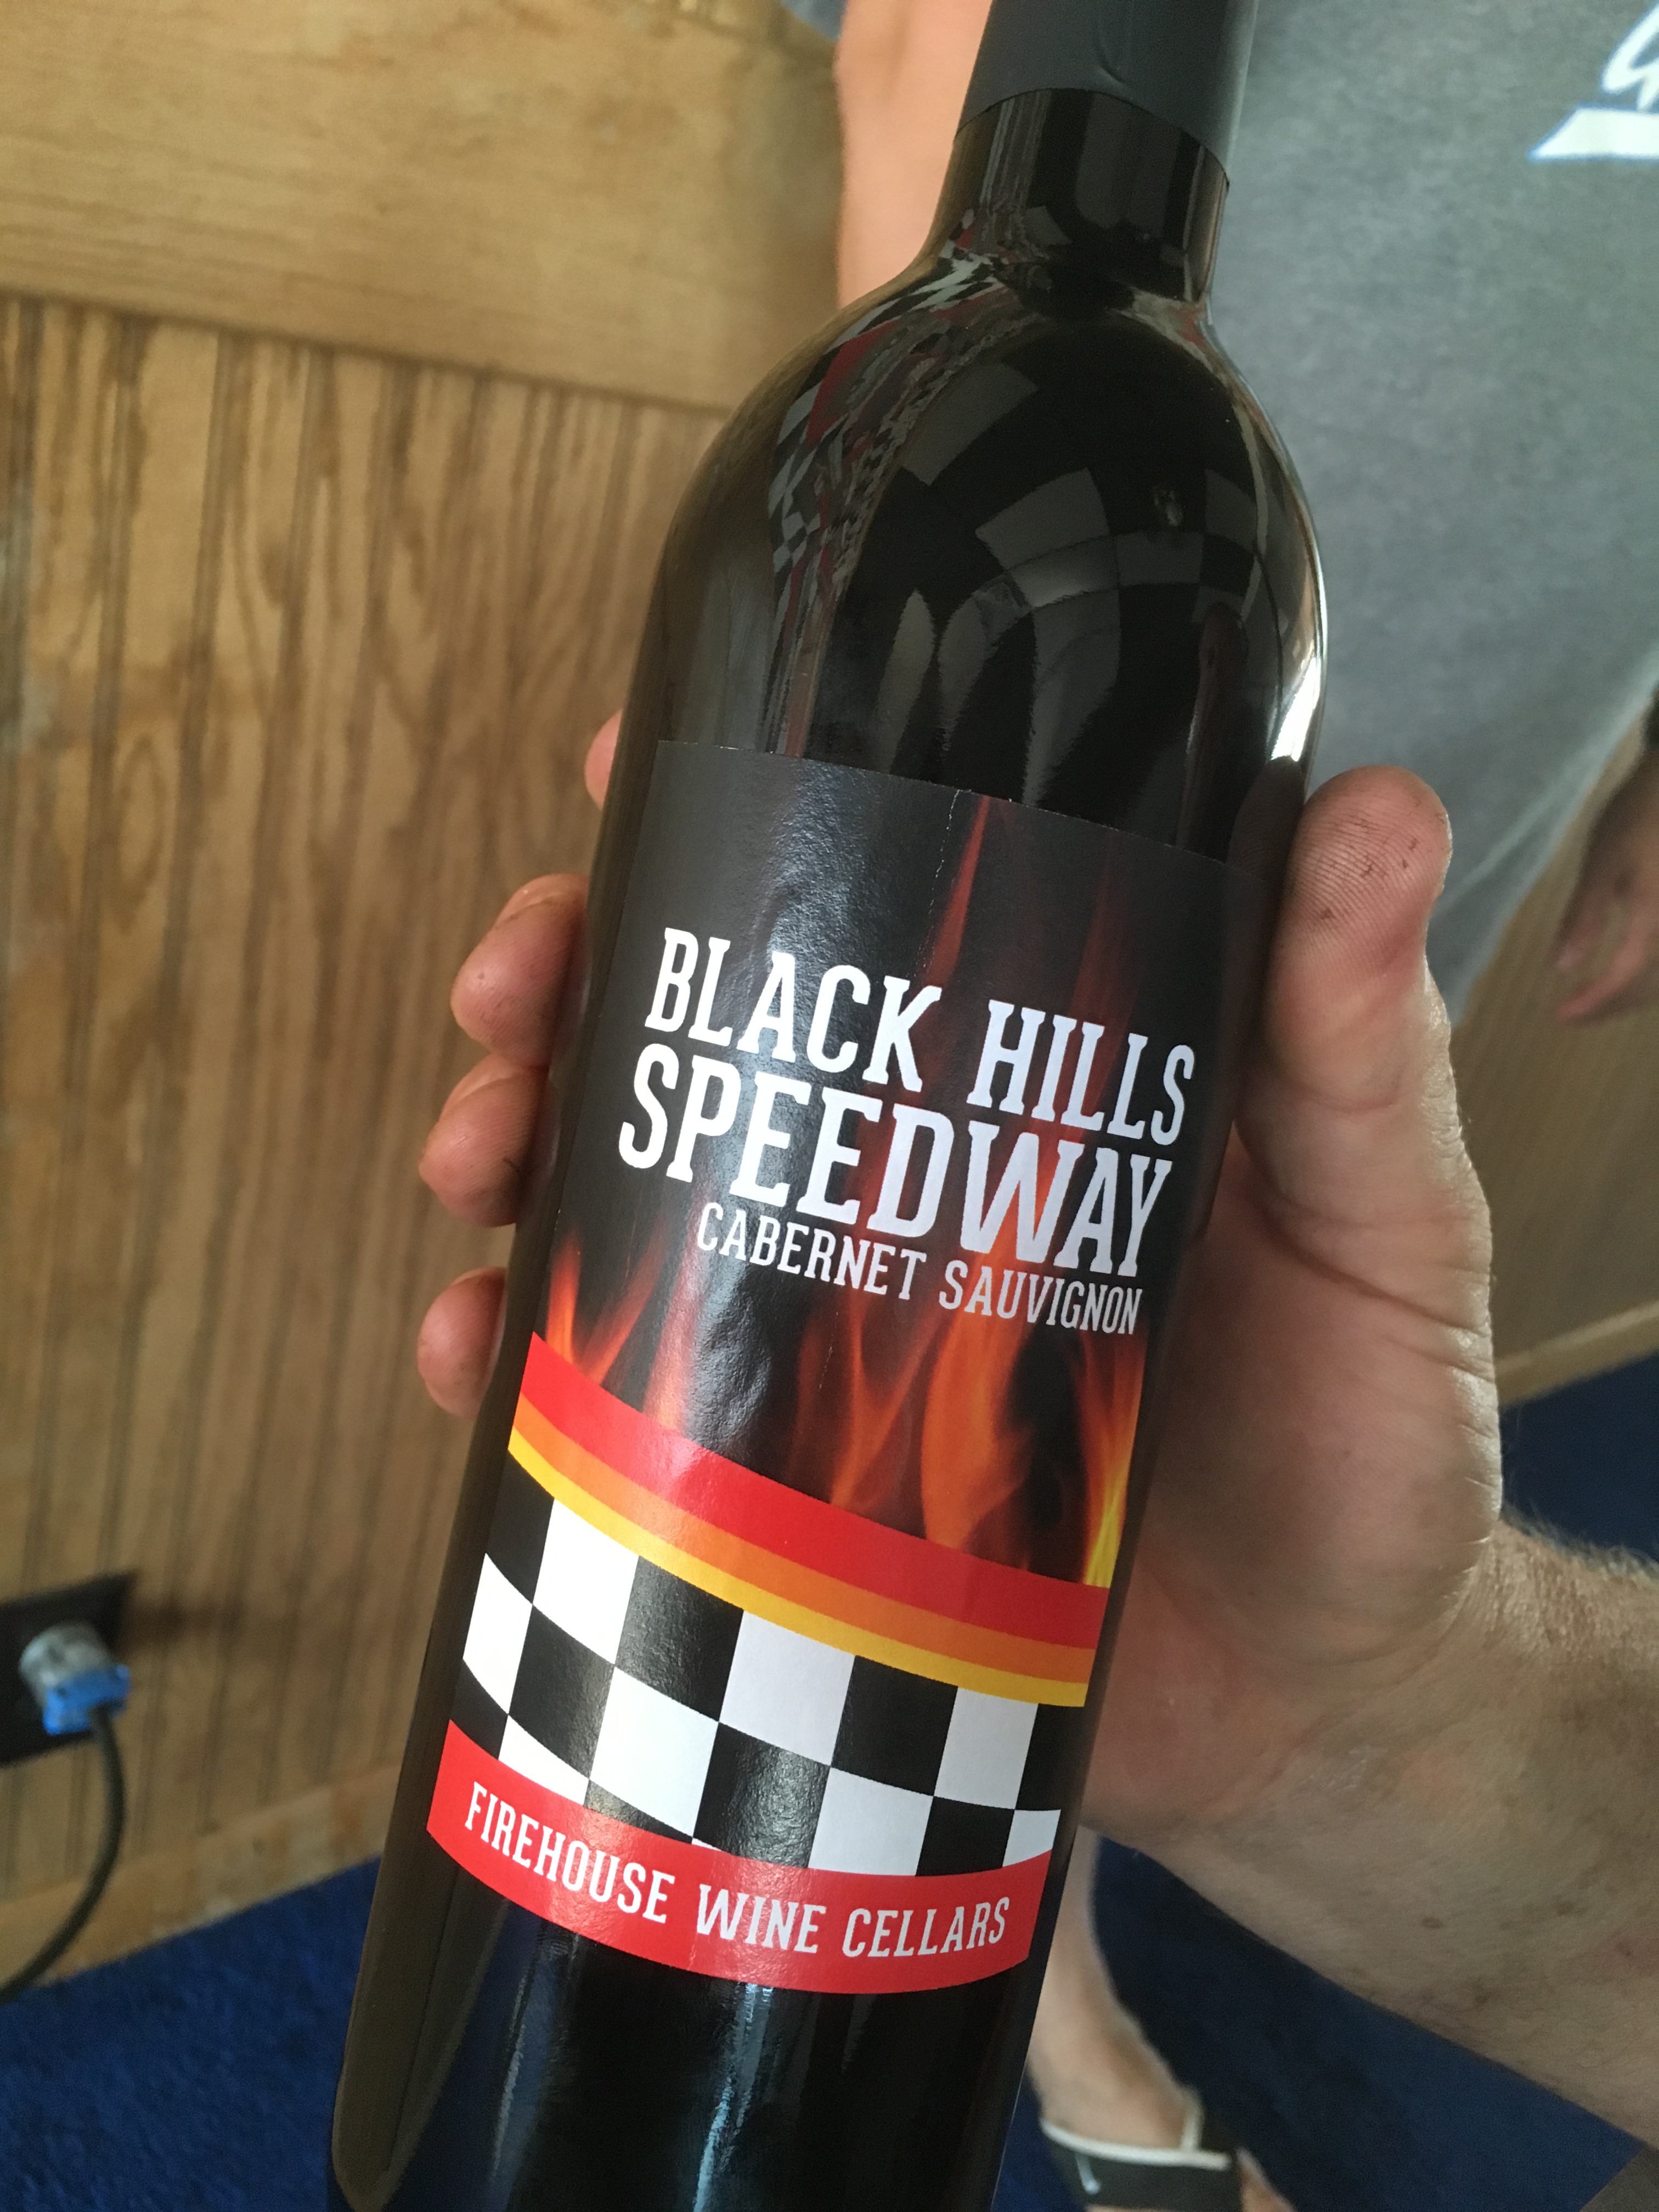 BLACK HILLS
SPEEDWAY
CABERNET SAUVIGNON
FIREHOUSE WINE CELLARS